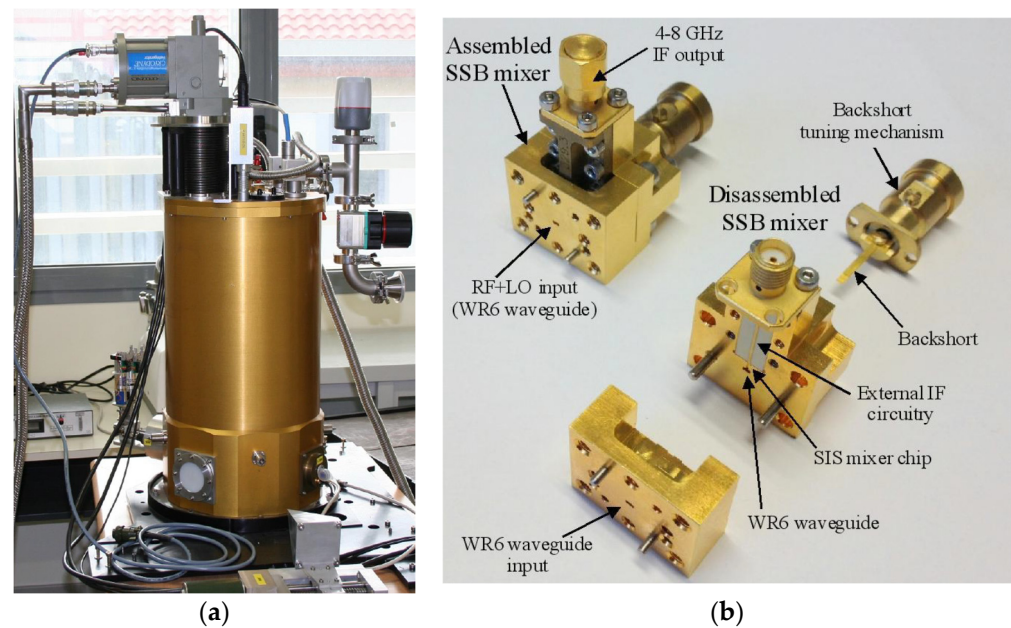 4-8 GHz
IF output
Assembled
SSB mixer
Backshort
tuning mechanism
Disassembled
SSB mixer
RF+LO input
(WR6 waveguide)
Backshort
External IF
circuitry
SIS mixer chip
WR6 waveguide
WR6 waveguide
input
(a)
(b)